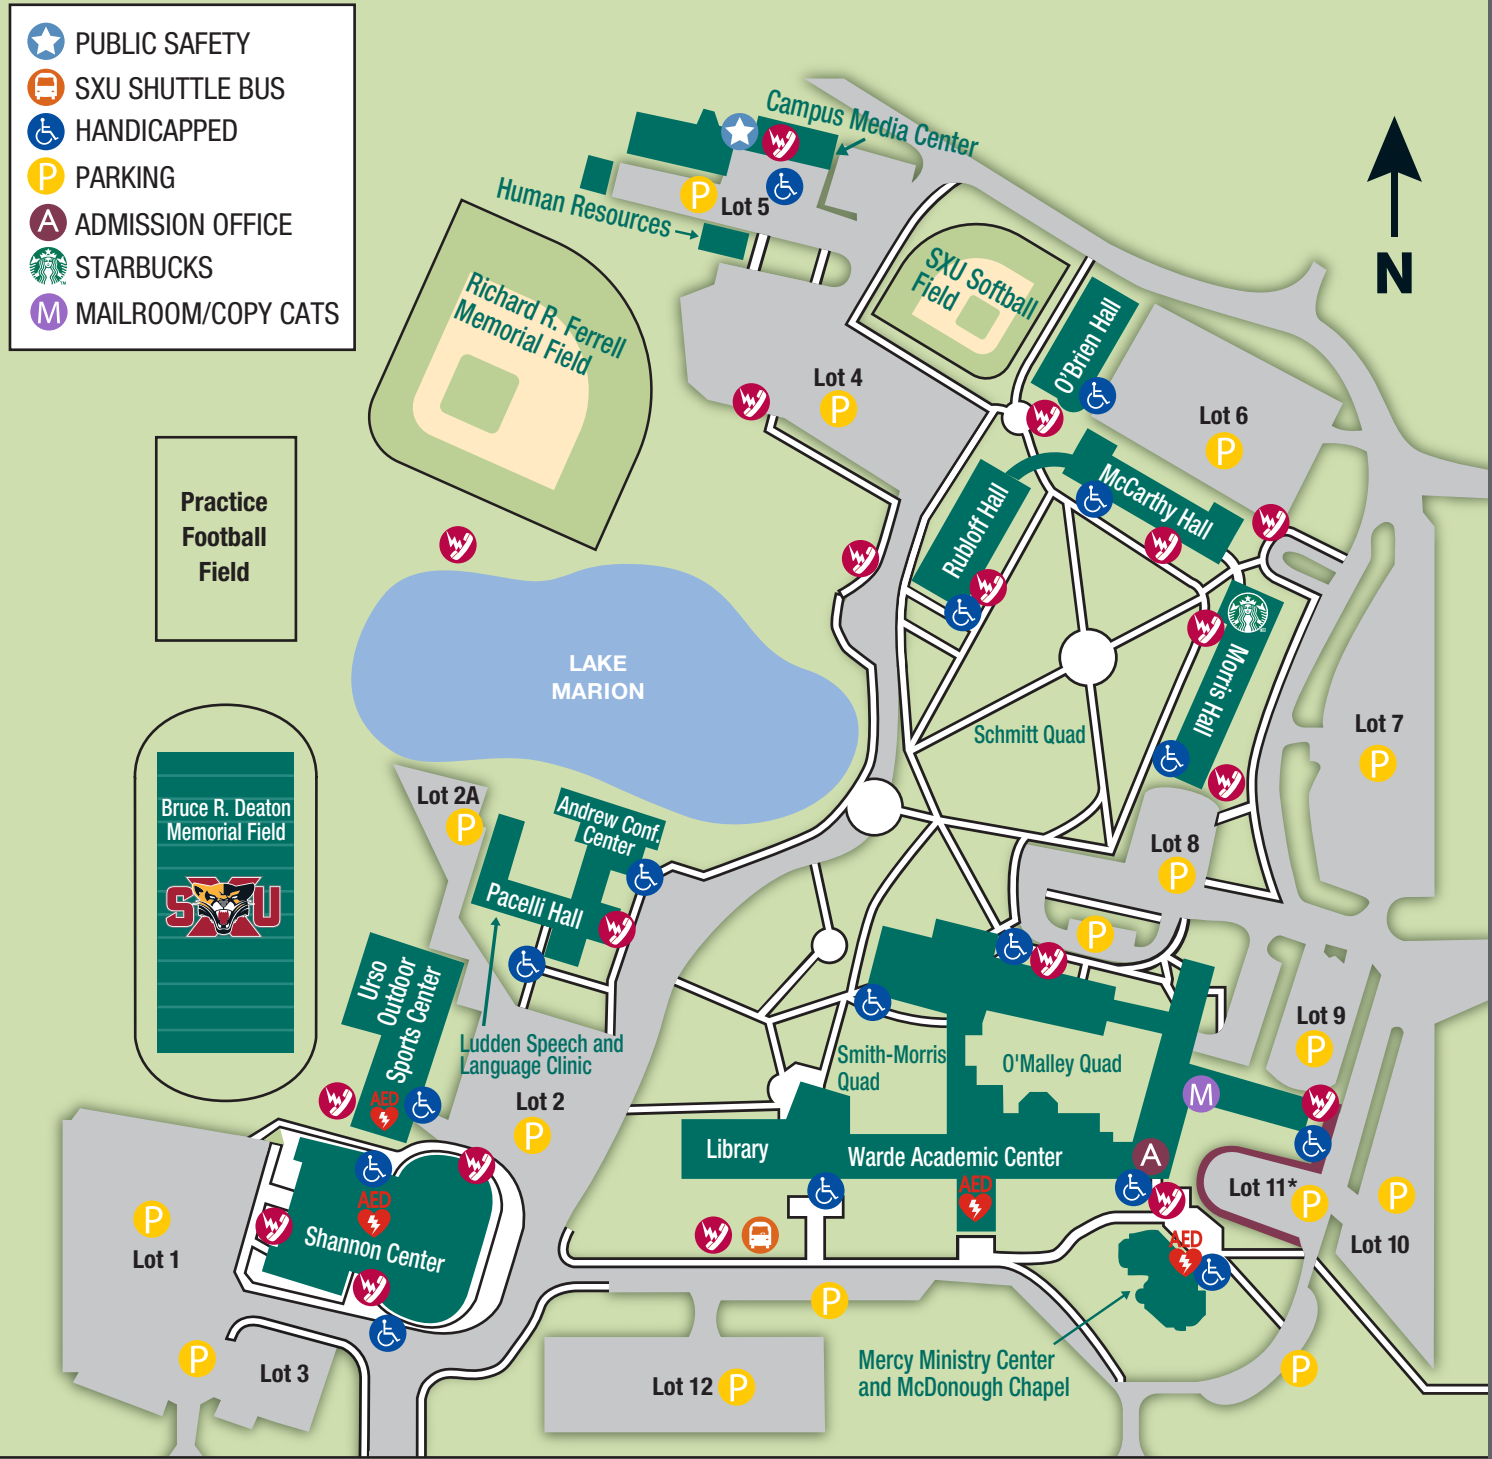 PUBLIC SAFETY
SXU SHUTTLE BUS
HANDICAPPED
P PARKING
A ADMISSION OFFICE
STARBUCKS
M MAILROOM/COPY CATS
Campus Media Center
Human Resources
P
Lot 5
N
Richard R. Ferrell
Memorial Field
SXU Softball
Field
O'Brien Hall
Lot 4
P
Lot 6
P
Practice
Football
Field
McCarthy Hall
Rubloff Hall
LAKE
MARION
Morris Hall
Schmitt Quad
Lot 7
P
Bruce R. Deaton
Memorial Field
SXU
Lot 2A
P
Andrew Conf.
Center
Pacelli Hall
Lot 8
P
P
Urso
Outdoor
Sports Center
Ludden Speech and
Language Clinic
Smith-Morris
Quad
O'Malley Quad
Lot 9
P
M
AED
Lot 2
P
Library
Warde Academic Center
A
AED
AED
Shannon Center
Lot 1
P
Lot 11*
P
P
Lot 10
AED
P
Mercy Ministry Center
and McDonough Chapel
P
Lot 3
P
Lot 12 P